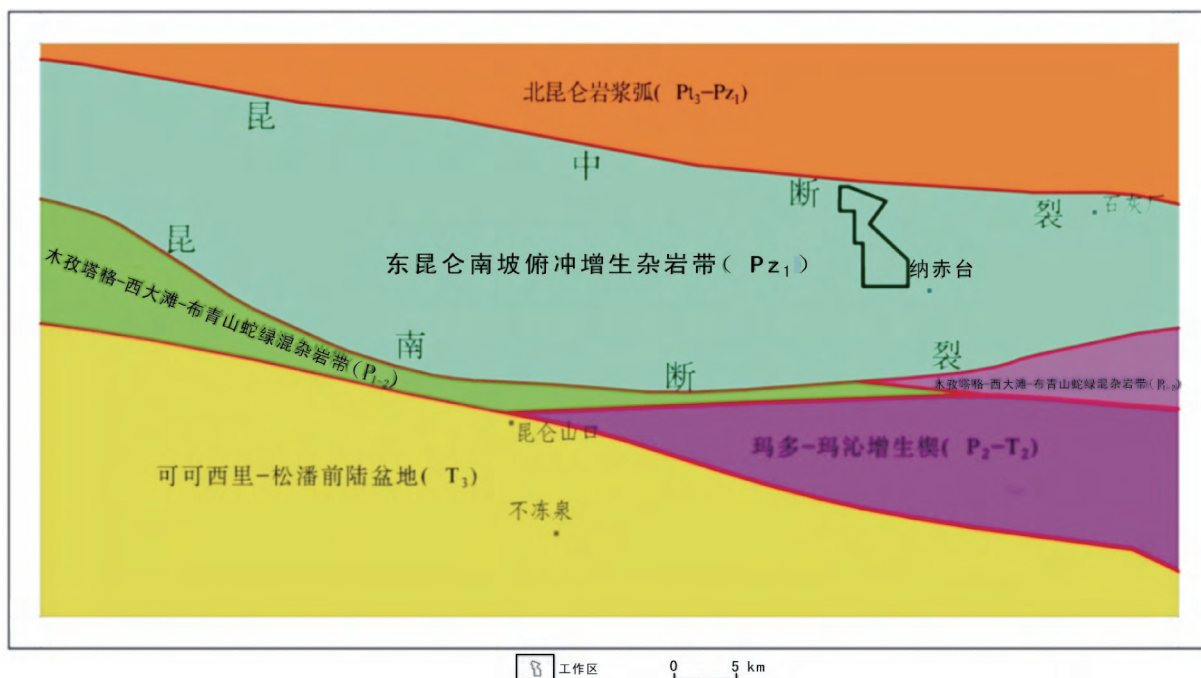 北昆仑岩浆弧( Pt₃-Pz₁)
昆 中 断 裂
石灰厂
东昆仑南坡俯冲增生杂岩带( Pz₁ )
纳赤台
昆 南 断 裂
木孜塔格-西大滩-布青山蛇绿混杂岩带(P₁₋₂)
木孜塔格-西大滩-布青山蛇绿混杂岩带(P₁₋₂)
昆仑山口
玛多-玛沁增生楔( P₂-T₂)
可可西里-松潘前陆盆地( T₃)
不冻泉
工作区
0 5 km